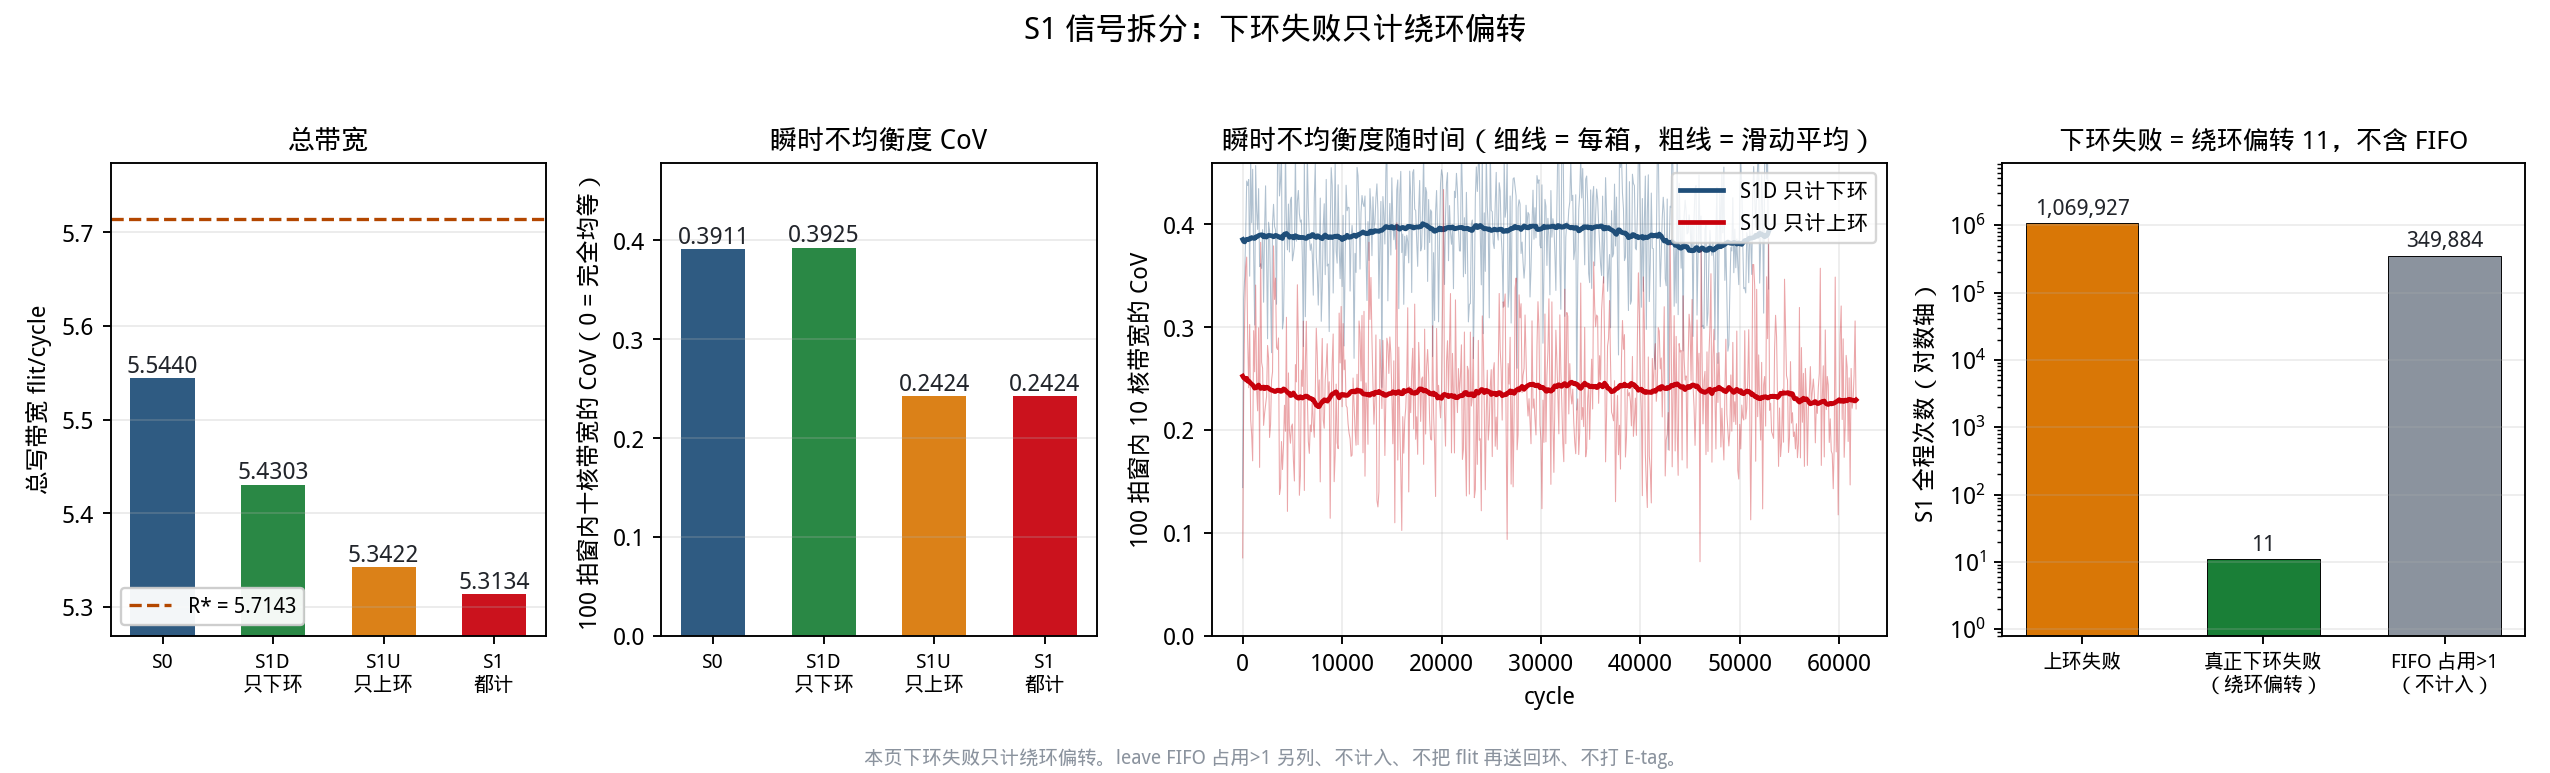 S1 信号拆分：下环失败只计绕环偏转
总带宽
总写带宽 flit/cycle
5.7
5.6
5.5
5.4
5.3
5.5440
5.4303
5.3422
5.3134
R* = 5.7143
S0
S1D
只下环
S1U
只上环
S1
都计
瞬时不均衡度 CoV
100 拍窗内十核带宽的 CoV（0 = 完全均等）
0.4
0.3
0.2
0.1
0.0
0.3911
0.3925
0.2424
0.2424
S0
S1D
只下环
S1U
只上环
S1
都计
瞬时不均衡度随时间（细线 = 每箱，粗线 = 滑动平均）
100 拍窗内 10 核带宽的 CoV
0.4
0.3
0.2
0.1
0.0
S1D 只计下环
S1U 只计上环
0
10000
20000
30000
40000
50000
60000
cycle
下环失败 = 绕环偏转 11，不含 FIFO
S1 全程次数（对数轴）
10⁶
10⁵
10⁴
10³
10²
10¹
10⁰
1,069,927
11
349,884
上环失败
真正下环失败
（绕环偏转）
FIFO 占用>1
（不计入）
本页下环失败只计绕环偏转。leave FIFO 占用>1 另列、不计入、不把 flit 再送回环、不打 E-tag。